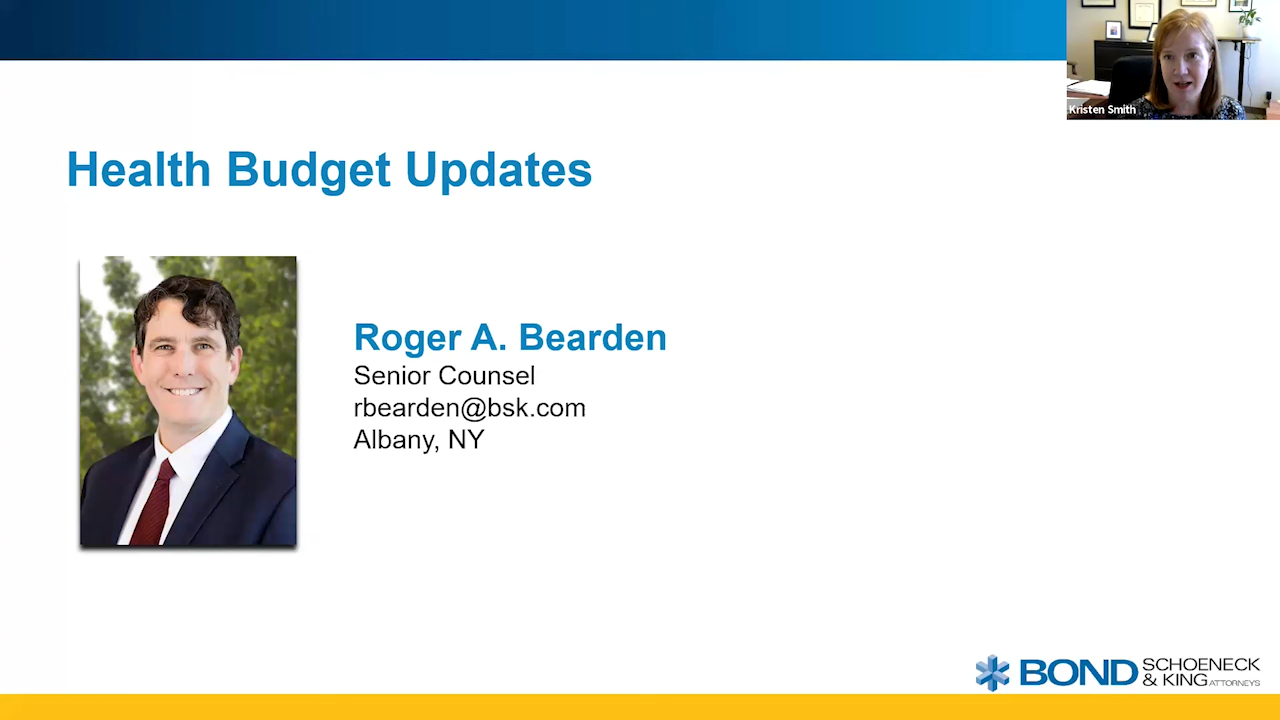 Kristen Smith
Health Budget Updates
Roger A. Bearden
Senior Counsel
rbearden@bsk.com
Albany, NY
BOND SCHOENECK
& KING ATTORNEYS